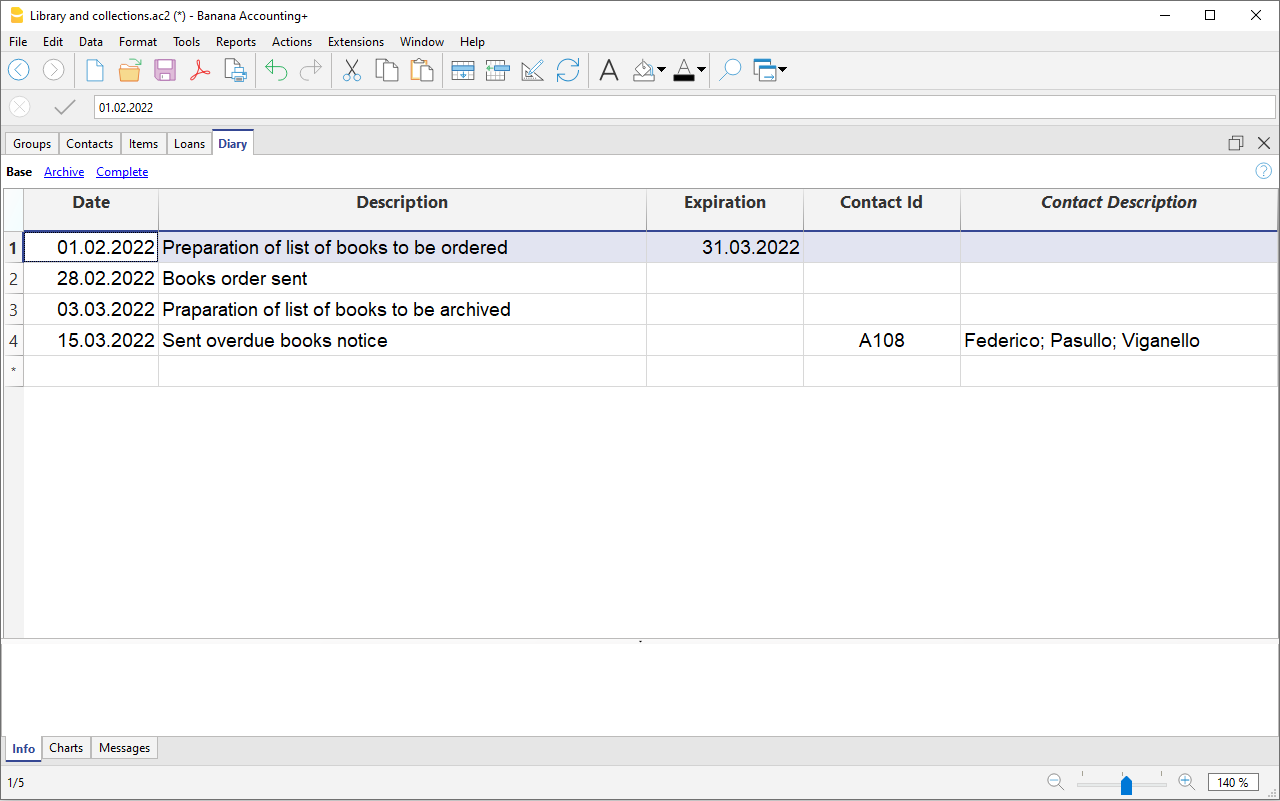 Library and collections.ac2 (*) - Banana Accounting+
File Edit Data Format Tools Reports Actions Extensions Window Help
01.02.2022
Groups Contacts Items Loans Diary
Base Archive Complete
Date Description Expiration Contact Id Contact Description
1 01.02.2022 Preparation of list of books to be ordered 31.03.2022
2 28.02.2022 Books order sent
3 03.03.2022 Praparation of list of books to be archived
4 15.03.2022 Sent overdue books notice A108 Federico; Pasullo; Viganello
*
Info Charts Messages
1/5 140 %